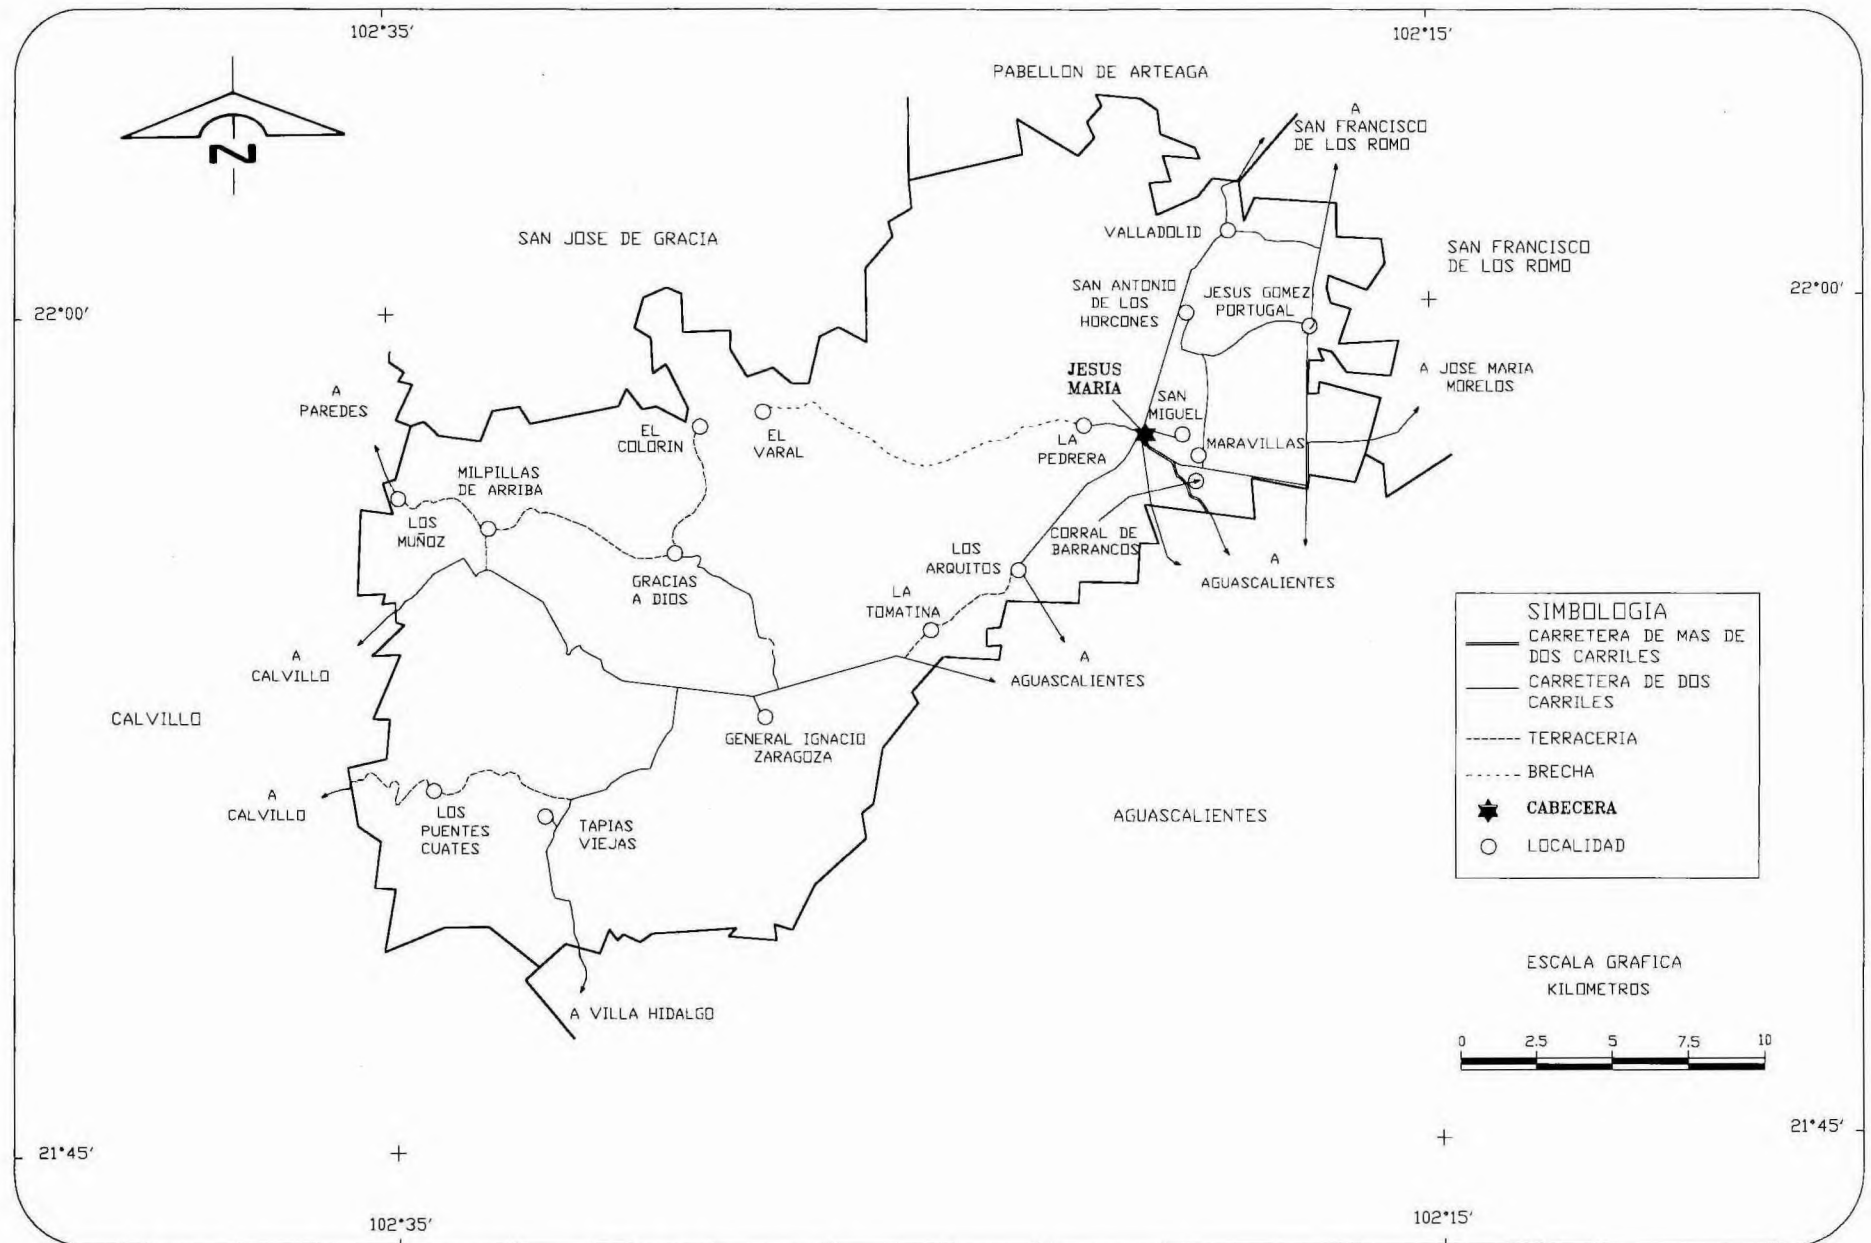 102°35'
102°15'
PABELLON DE ARTEAGA
A
SAN FRANCISCO
DE LOS ROMO
N
SAN JOSE DE GRACIA
VALLADOLID
SAN FRANCISCO
DE LOS ROMO
22°00'
22°00'
SAN ANTONIO
DE LOS
HORCONES
JESUS GOMEZ
PORTUGAL
A
PAREDES
JESUS
MARIA
A JOSE MARIA
MORELOS
SAN
MIGUEL
EL
COLORIN
EL
VARAL
LA
PEDRERA
MARAVILLAS
MILPILLAS
DE ARRIBA
LOS
MUÑOZ
CORRAL DE
BARRANCOS
LOS
ARQUITOS
A
AGUASCALIENTES
GRACIAS
A DIOS
LA
TOMATINA
A
CALVILLO
A
AGUASCALIENTES
CALVILLO
GENERAL IGNACIO
ZARAGOZA
A
CALVILLO
LOS
PUENTES
CUATES
TAPIAS
VIEJAS
AGUASCALIENTES
A VILLA HIDALGO
SIMBOLOGIA
CARRETERA DE MAS DE
DOS CARRILES
CARRETERA DE DOS
CARRILES
TERRACERIA
BRECHA
CABECERA
LOCALIDAD
ESCALA GRAFICA
KILOMETROS
0 2.5 5 7.5 10
21°45'
21°45'
102°35'
102°15'